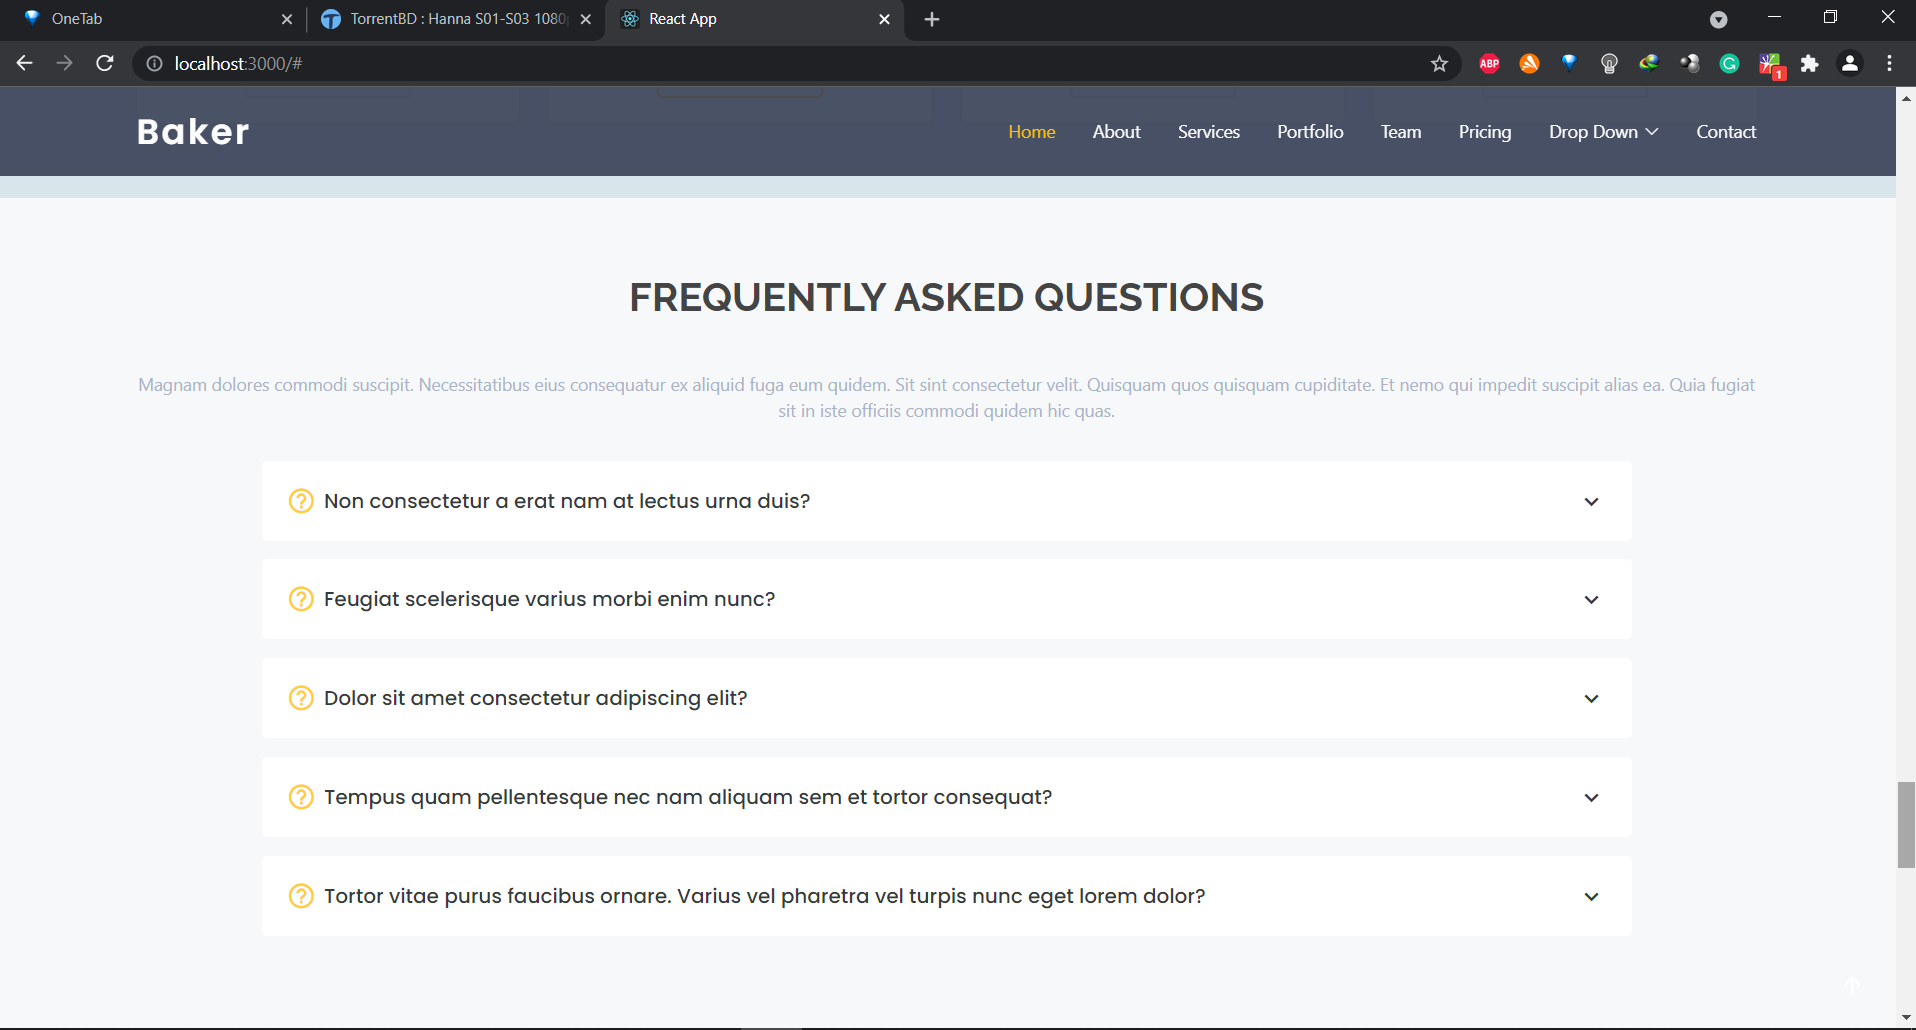 OneTab
TorrentBD : Hanna S01-S03 1080p
React App
localhost:3000/#
ABP
1
Baker
Home
About
Services
Portfolio
Team
Pricing
Drop Down
Contact
FREQUENTLY ASKED QUESTIONS
Magnam dolores commodi suscipit. Necessitatibus eius consequatur ex aliquid fuga eum quidem. Sit sint consectetur velit. Quisquam quos quisquam cupiditate. Et nemo qui impedit suscipit alias ea. Quia fugiat
sit in iste officiis commodi quidem hic quas.
Non consectetur a erat nam at lectus urna duis?
Feugiat scelerisque varius morbi enim nunc?
Dolor sit amet consectetur adipiscing elit?
Tempus quam pellentesque nec nam aliquam sem et tortor consequat?
Tortor vitae purus faucibus ornare. Varius vel pharetra vel turpis nunc eget lorem dolor?